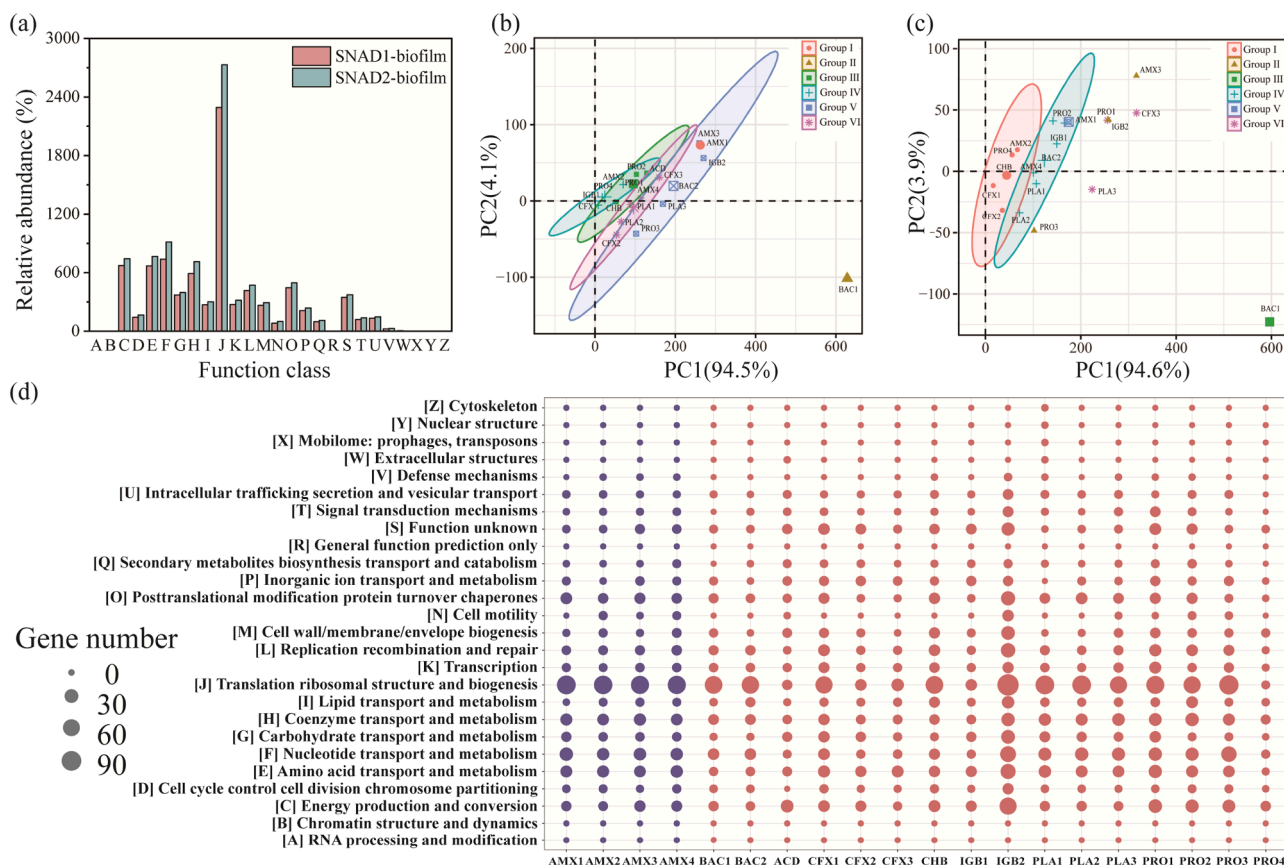 (a)
3000
2400
1800
1200
600
0
Relative abundance (%)
SNAD1-biofilm
SNAD2-biofilm
A B C D E F G H I J K L M N O P Q R S T U V W X Y Z
Function class
(b)
200
100
0
−100
PC2(4.1%)
Group I
Group II
Group III
Group IV
Group V
Group VI
AMX3
AMX1
IGB2
PRO2
ACD
CFX3
AMX2
PRO4
PRO1
AMX4
BAC2
IGB1
CFX1
CHB
PLA1
PLA3
PLA2
PRO3
CFX2
BAC1
0
200
400
600
PC1(94.5%)
(c)
100
50
0
−50
−100
PC2(3.9%)
Group I
Group II
Group III
Group IV
Group V
Group VI
AMX3
CFX3
PRO2
AMX1
PRO1
IGB2
IGB1
AMX2
PRO4
BAC2
CHB
AMX4
CFX1
PLA1
PLA3
CFX2
PLA2
PRO3
BAC1
0
200
400
600
PC1(94.6%)
(d)
[Z] Cytoskeleton
[Y] Nuclear structure
[X] Mobilome: prophages, transposons
[W] Extracellular structures
[V] Defense mechanisms
[U] Intracellular trafficking secretion and vesicular transport
[T] Signal transduction mechanisms
[S] Function unknown
[R] General function prediction only
[Q] Secondary metabolites biosynthesis transport and catabolism
[P] Inorganic ion transport and metabolism
[O] Posttranslational modification protein turnover chaperones
[N] Cell motility
[M] Cell wall/membrane/envelope biogenesis
[L] Replication recombination and repair
[K] Transcription
[J] Translation ribosomal structure and biogenesis
[I] Lipid transport and metabolism
[H] Coenzyme transport and metabolism
[G] Carbohydrate transport and metabolism
[F] Nucleotide transport and metabolism
[E] Amino acid transport and metabolism
[D] Cell cycle control cell division chromosome partitioning
[C] Energy production and conversion
[B] Chromatin structure and dynamics
[A] RNA processing and modification
Gene number
0
30
60
90
AMX1 AMX2 AMX3 AMX4 BAC1 BAC2 ACD CFX1 CFX2 CFX3 CHB IGB1 IGB2 PLA1 PLA2 PLA3 PRO1 PRO2 PRO3 PRO4